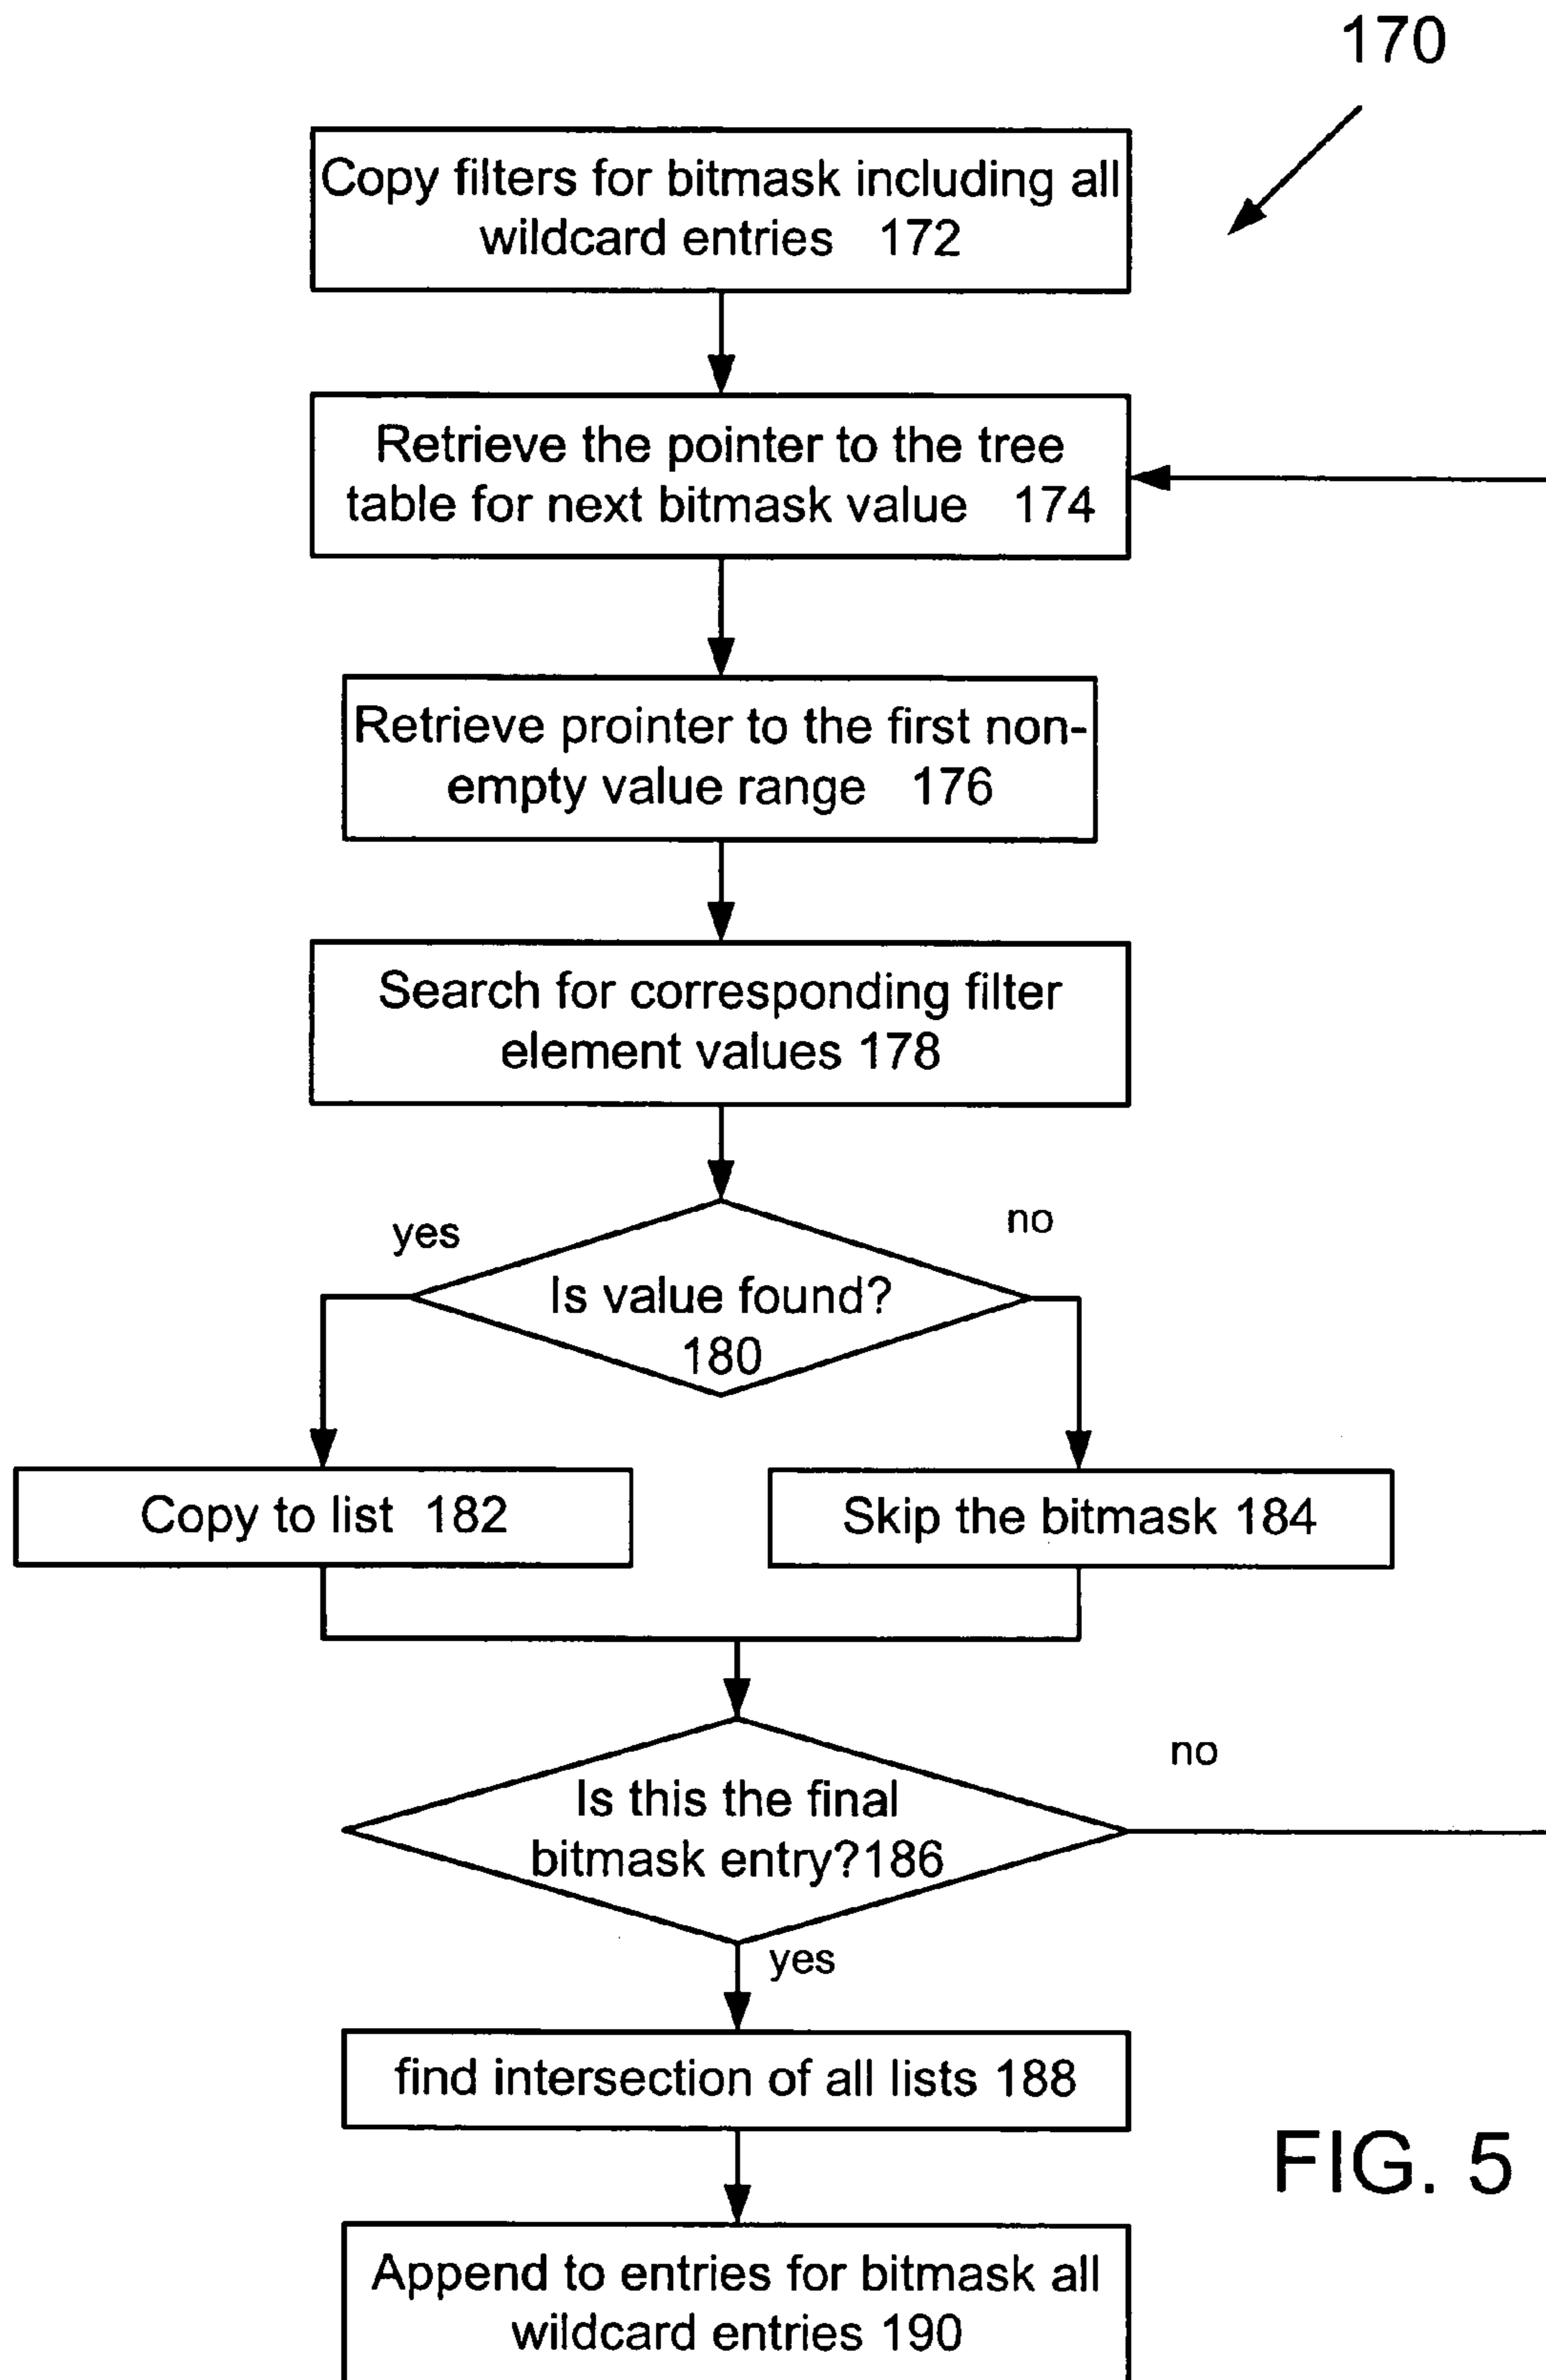 170
Copy filters for bitmask including all
wildcard entries 172
Retrieve the pointer to the tree
table for next bitmask value 174
Retrieve prointer to the first non-
empty value range 176
Search for corresponding filter
element values 178
yes
no
Is value found?
180
Copy to list 182
Skip the bitmask 184
no
Is this the final
bitmask entry?186
yes
find intersection of all lists 188
FIG. 5
Append to entries for bitmask all
wildcard entries 190